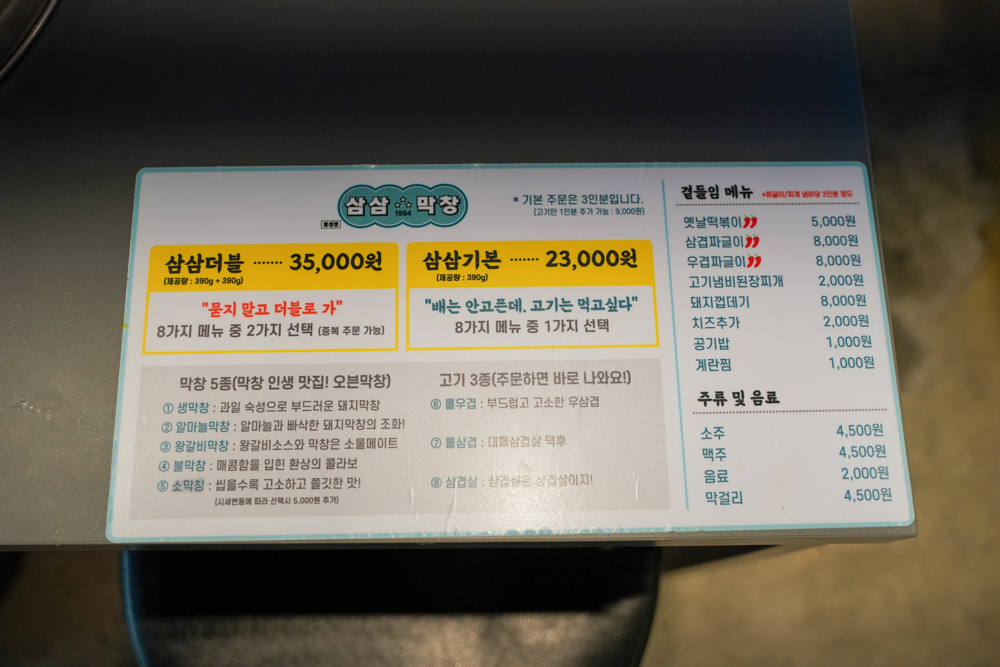 삼삼 막창
1994
* 기본 주문은 3인분입니다.
(고기만 1인분 추가 가능 : 9,000원)
삼삼더블 ······· 35,000원
(제공량 : 390g + 390g)
"묻지 말고 더블로 가"
8가지 메뉴 중 2가지 선택 (중복 주문 가능)
삼삼기본 ······· 23,000원
(제공량 : 390g)
"배는 안고픈데, 고기는 먹고싶다"
8가지 메뉴 중 1가지 선택
막창 5종(막창 인생 맛집! 오븐막창)
① 생막창 : 과일 숙성으로 부드러운 돼지막창
② 알마늘막창 : 알마늘과 빠삭한 돼지막창의 조화!
③ 왕갈비막창 : 왕갈비소스와 막창은 소울메이트
④ 불막창 : 매콤함을 입힌 환상의 콜라보
⑤ 소막창 : 씹을수록 고소하고 쫄깃한 맛!
(시세변동에 따라 선택시 5,000원 추가)
고기 3종(주문하면 바로 나와요!)
⑥ 롤우겹 : 부드럽고 고소한 우삼겹
⑦ 돌삼겹 : 대패삼겹살 덕후
⑧ 삼겹살 : 삼겹살은 삼겹살이지!
곁들임 메뉴 *짜글이/찌개 냄비당 2인분 정도
옛날떡볶이 5,000원
삼겹짜글이 8,000원
우겹짜글이 8,000원
고기냄비된장찌개 2,000원
돼지껍데기 8,000원
치즈추가 2,000원
공기밥 1,000원
계란찜 1,000원
주류 및 음료
소주 4,500원
맥주 4,500원
음료 2,000원
막걸리 4,500원